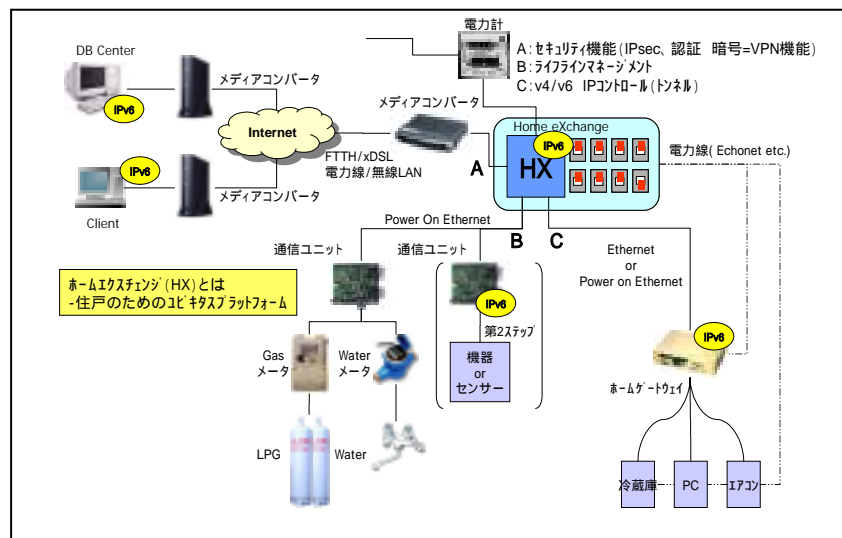 電力計
DB Center
A:セキュリティ機能(IPsec、認証 暗号=VPN機能)
B:ライフラインマネージメント
C:v4/v6 IPコントロール(トンネル)
メディアコンバータ
IPv6
メディアコンバータ
Internet
Home eXchange
IPv6
HX
電力線(Echonet etc.)
FTTH/xDSL
電力線/無線LAN
A
IPv6
メディアコンバータ
Client
Power On Ethernet
B
C
通信ユニット
通信ユニット
Ethernet
or
Power on Ethernet
ホームエクスチェンジ(HX)とは
-住戸のためのユビキタスプラットフォーム
IPv6
第2ステップ
IPv6
Gas
メータ
Water
メータ
機器
or
センサー
ホームゲートウェイ
LPG
Water
冷蔵庫
PC
エアコン